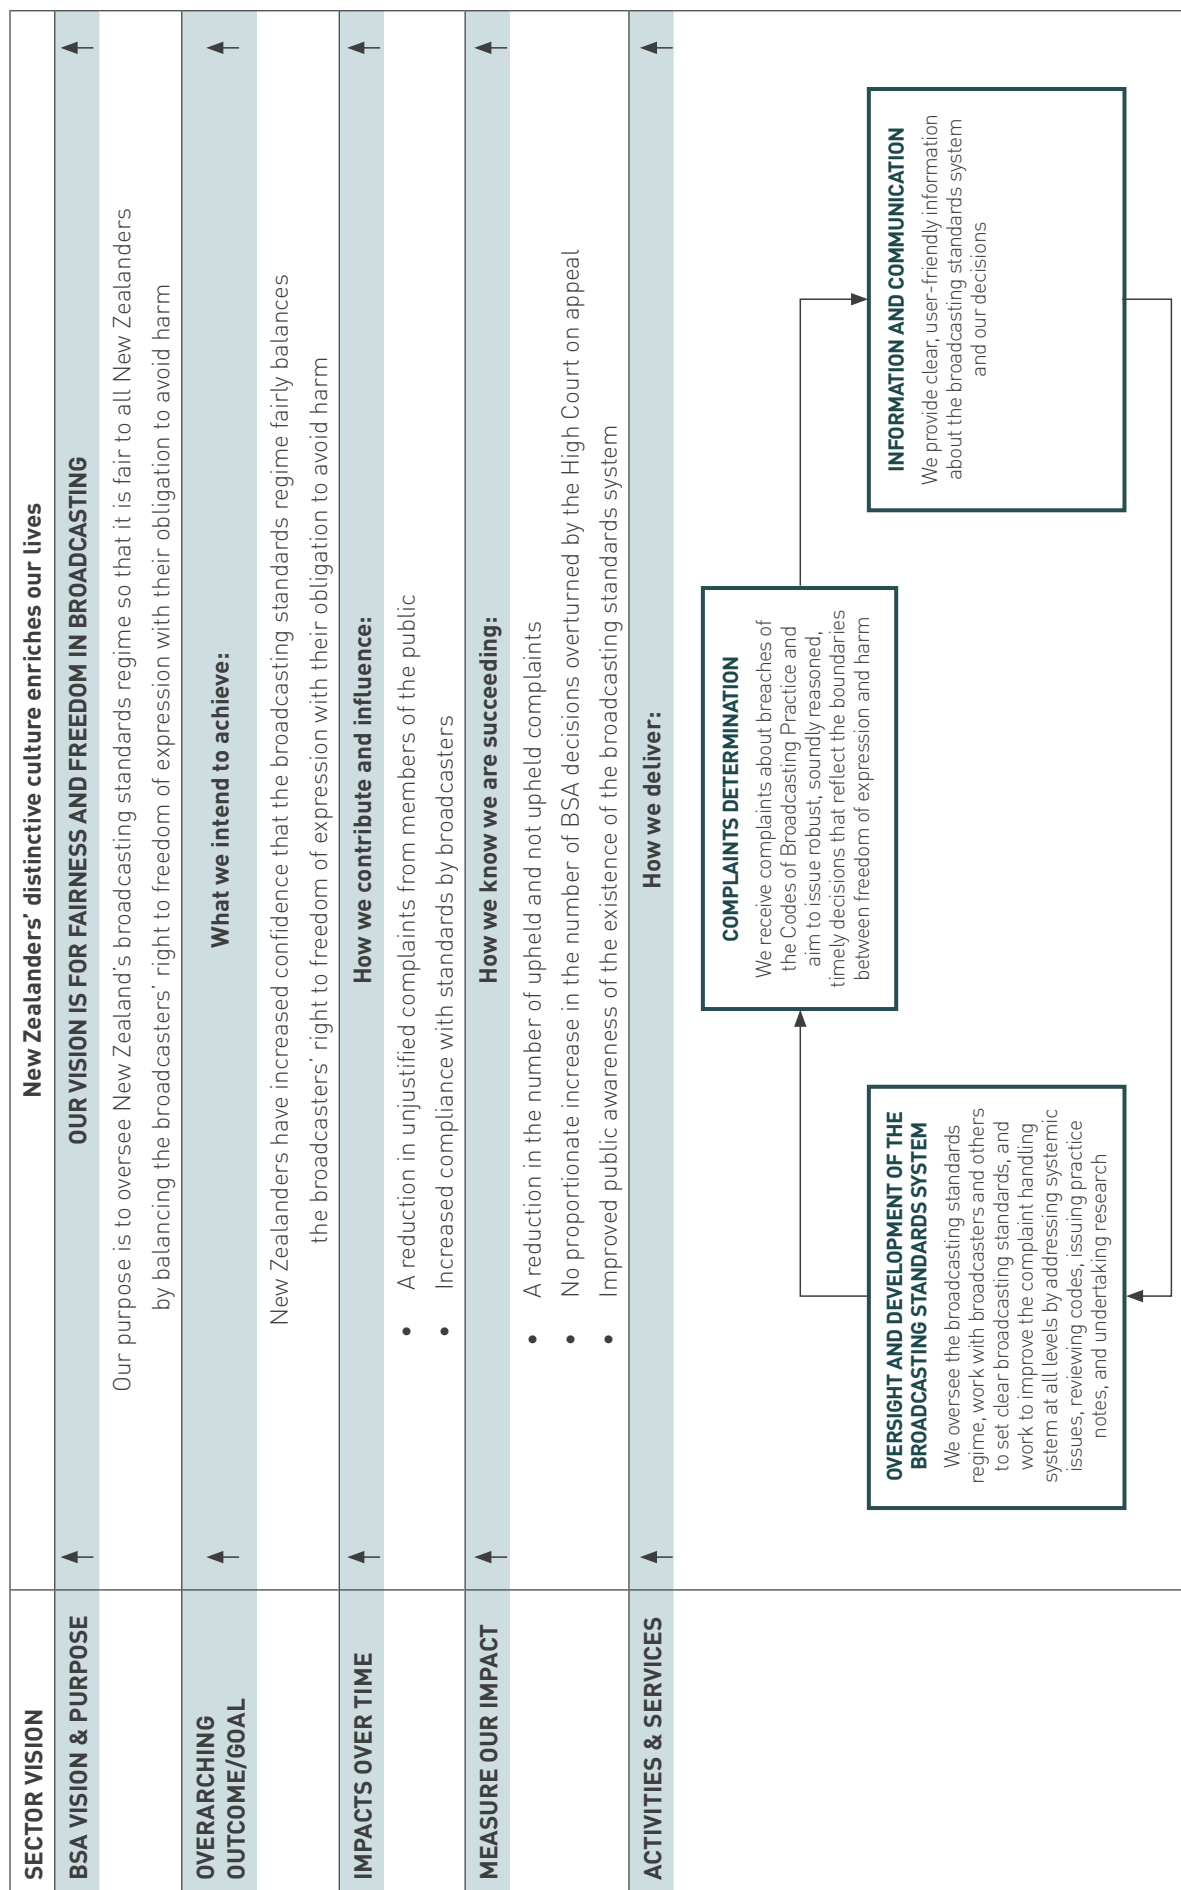 SECTOR VISION
New Zealanders’ distinctive culture enriches our lives
BSA VISION & PURPOSE
OUR VISION IS FOR FAIRNESS AND FREEDOM IN BROADCASTING
Our purpose is to oversee New Zealand’s broadcasting standards regime so that it is fair to all New Zealanders
by balancing the broadcasters’ right to freedom of expression with their obligation to avoid harm
OVERARCHING
OUTCOME/GOAL
What we intend to achieve:
New Zealanders have increased confidence that the broadcasting standards regime fairly balances
the broadcasters’ right to freedom of expression with their obligation to avoid harm
IMPACTS OVER TIME
How we contribute and influence:
• A reduction in unjustified complaints from members of the public
• Increased compliance with standards by broadcasters
MEASURE OUR IMPACT
How we know we are succeeding:
• A reduction in the number of upheld and not upheld complaints
• No proportionate increase in the number of BSA decisions overturned by the High Court on appeal
• Improved public awareness of the existence of the broadcasting standards system
ACTIVITIES & SERVICES
How we deliver:
OVERSIGHT AND DEVELOPMENT OF THE
BROADCASTING STANDARDS SYSTEM
We oversee the broadcasting standards
regime, work with broadcasters and others
to set clear broadcasting standards, and
work to improve the complaint handling
system at all levels by addressing systemic
issues, reviewing codes, issuing practice
notes, and undertaking research
COMPLAINTS DETERMINATION
We receive complaints about breaches of
the Codes of Broadcasting Practice and
aim to issue robust, soundly reasoned,
timely decisions that reflect the boundaries
between freedom of expression and harm
INFORMATION AND COMMUNICATION
We provide clear, user-friendly information
about the broadcasting standards system
and our decisions